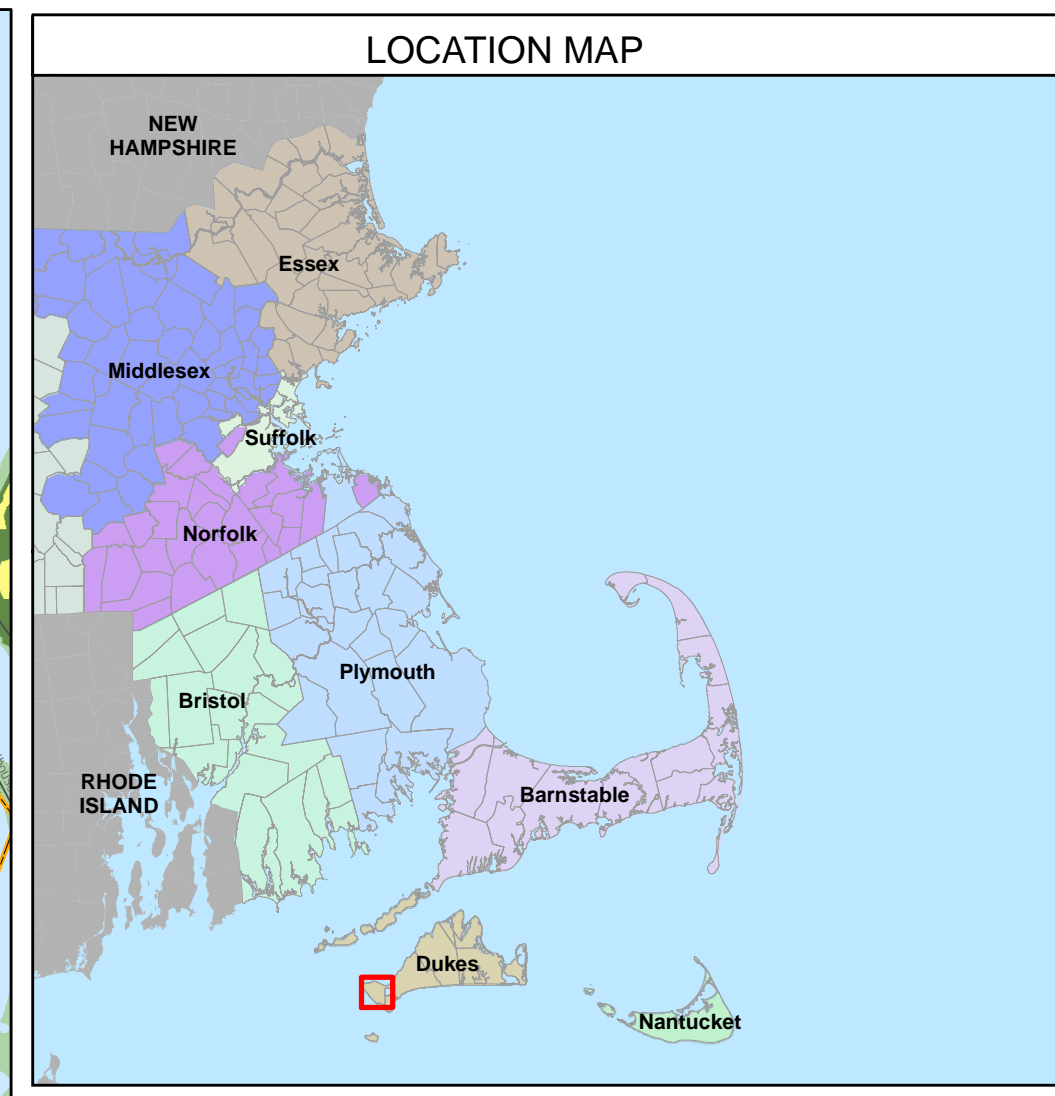 LOCATION MAP
NEW
HAMPSHIRE
Essex
Middlesex
Suffolk
Norfolk
Plymouth
Bristol
RHODE
ISLAND
Barnstable
Dukes
Nantucket